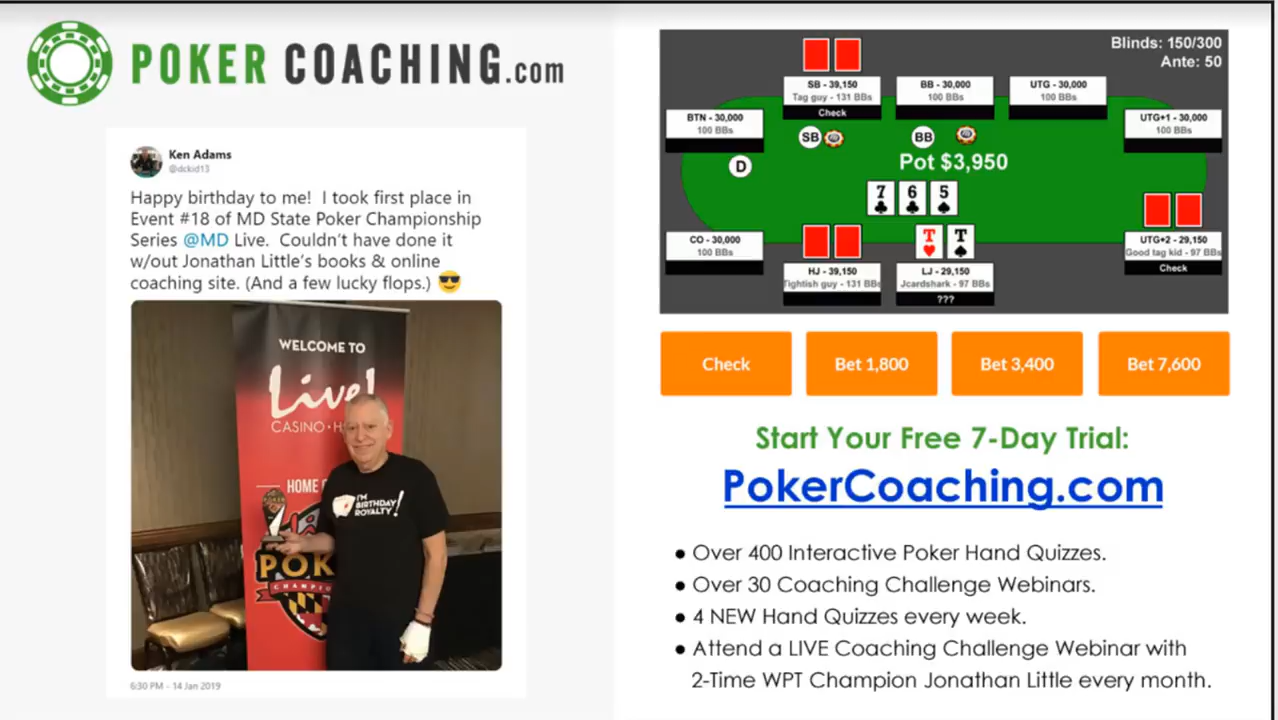 POKER COACHING.com
Ken Adams
@dckid13
Happy birthday to me! I took first place in
Event #18 of MD State Poker Championship
Series @MD Live. Couldn't have done it
w/out Jonathan Little's books & online
coaching site. (And a few lucky flops.)
WELCOME TO
Live!
CASINO
HOME
I'M
BIRTHDAY
ROYALTY!
6:30 PM - 14 Jan 2019
Blinds: 150/300
Ante: 50
SB - 39,150
Tag guy - 131 BBs
Check
BB - 30,000
100 BBs
UTG - 30,000
100 BBs
BTN - 30,000
100 BBs
UTG+1 - 30,000
100 BBs
SB
BB
D
Pot $3,950
7 6 5
T T
CO - 30,000
100 BBs
UTG+2 - 29,150
Good tag kid - 97 BBs
Check
HJ - 39,150
Tightish guy - 131 BBs
LJ - 29,150
Jcardshark - 97 BBs
???
Check
Bet 1,800
Bet 3,400
Bet 7,600
Start Your Free 7-Day Trial:
PokerCoaching.com
● Over 400 Interactive Poker Hand Quizzes.
● Over 30 Coaching Challenge Webinars.
● 4 NEW Hand Quizzes every week.
● Attend a LIVE Coaching Challenge Webinar with
2-Time WPT Champion Jonathan Little every month.